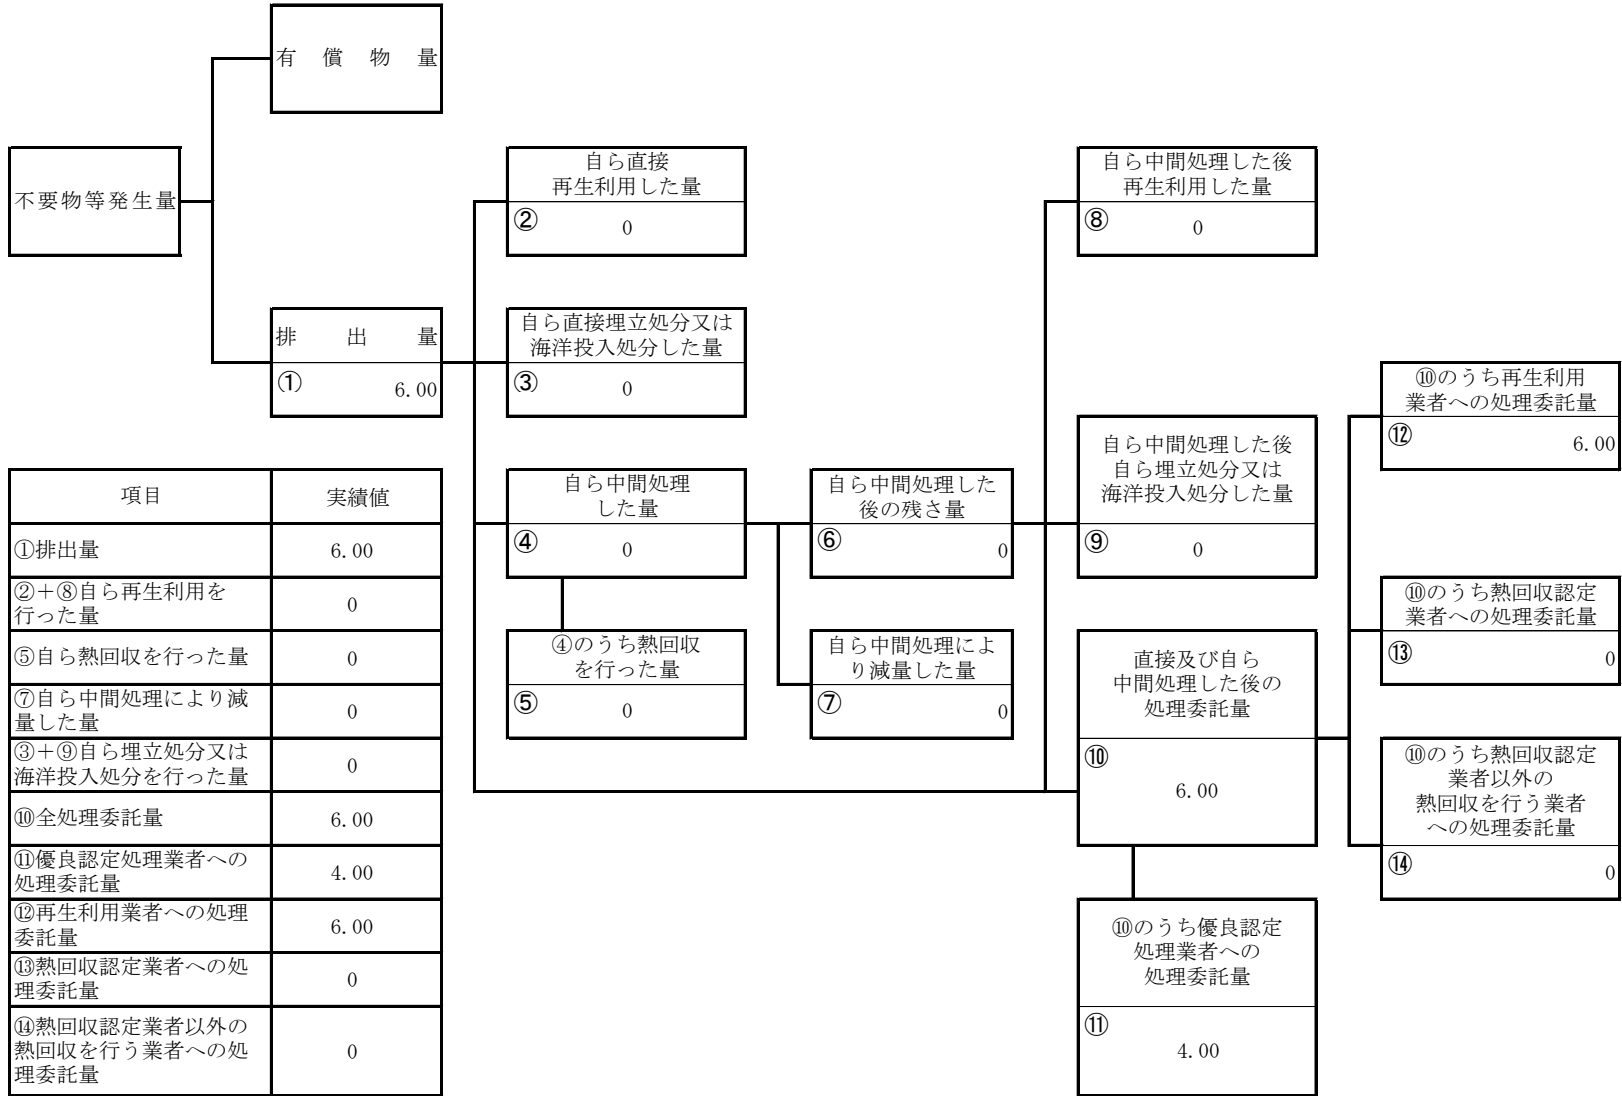 有償物量
不要物等発生量
排出量
① 6.00
自ら直接
再生利用した量
② 0
自ら直接埋立処分又は
海洋投入処分した量
③ 0
自ら中間処理
した量
④ 0
④のうち熱回収
を行った量
⑤ 0
自ら中間処理した
後の残さ量
⑥ 0
自ら中間処理によ
り減量した量
⑦ 0
自ら中間処理した後
再生利用した量
⑧ 0
自ら中間処理した後
自ら埋立処分又は
海洋投入処分した量
⑨ 0
直接及び自ら
中間処理した後の
処理委託量
⑩
6.00
⑩のうち優良認定
処理業者への
処理委託量
⑪
4.00
⑩のうち再生利用
業者への処理委託量
⑫ 6.00
⑩のうち熱回収認定
業者への処理委託量
⑬ 0
⑩のうち熱回収認定
業者以外の
熱回収を行う業者
への処理委託量
⑭ 0
項目 実績値
①排出量 6.00
②+⑧自ら再生利用を
行った量 0
⑤自ら熱回収を行った量 0
⑦自ら中間処理により減
量した量 0
③+⑨自ら埋立処分又は
海洋投入処分を行った量 0
⑩全処理委託量 6.00
⑪優良認定処理業者への
処理委託量 4.00
⑫再生利用業者への処理
委託量 6.00
⑬熱回収認定業者への処
理委託量 0
⑭熱回収認定業者以外の
熱回収を行う業者への処
理委託量 0